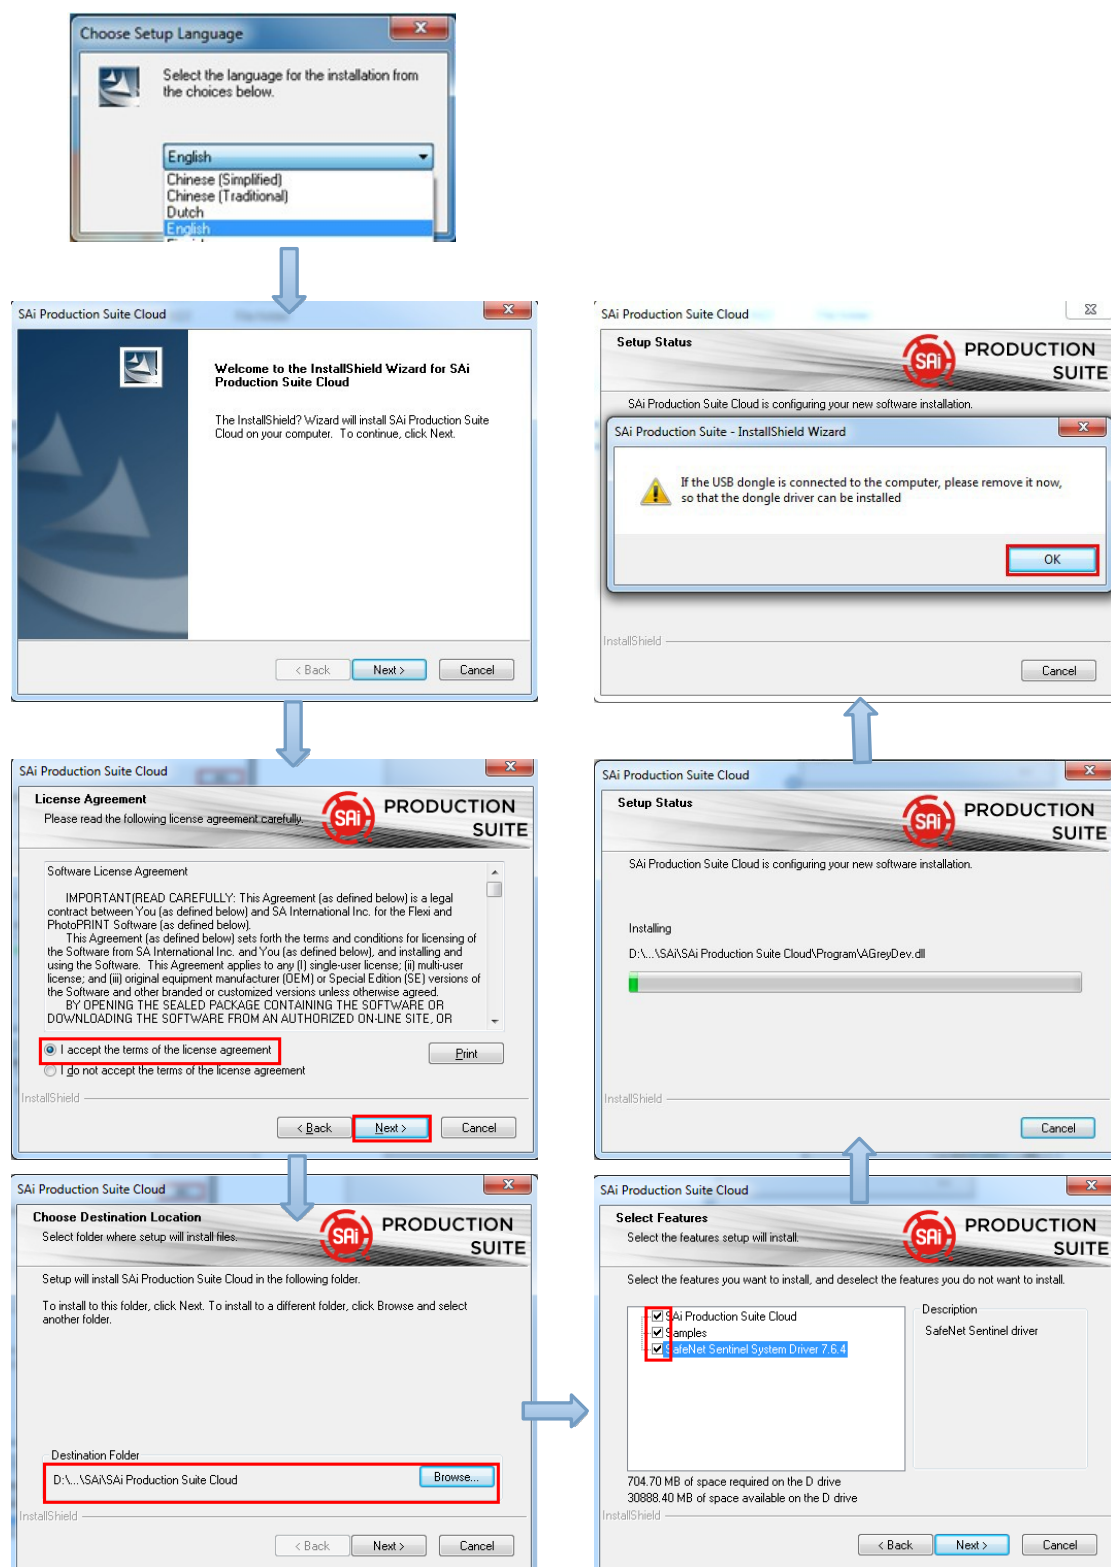 Choose Setup Language
Select the language for the installation from
the choices below.
English
Chinese (Simplified)
Chinese (Traditional)
Dutch
English
SAi Production Suite Cloud
Welcome to the InstallShield Wizard for SAi
Production Suite Cloud
The InstallShield? Wizard will install SAi Production Suite
Cloud on your computer. To continue, click Next.
< Back
Next >
Cancel
SAi Production Suite Cloud
License Agreement
Please read the following license agreement carefully.
SAi
PRODUCTION
SUITE
Software License Agreement
IMPORTANT(READ CAREFULLY: This Agreement (as defined below) is a legal
contract between You (as defined below) and SA International Inc. for the Flexi and
PhotoPRINT Software (as defined below).
This Agreement (as defined below) sets forth the terms and conditions for licensing of
the Software from SA International Inc. and You (as defined below), and installing and
using the Software. This Agreement applies to any (I) single-user license; (ii) multi-user
license; and (iii) original equipment manufacturer (OEM) or Special Edition (SE) versions of
the Software and other branded or customized versions unless otherwise agreed.
BY OPENING THE SEALED PACKAGE CONTAINING THE SOFTWARE OR
DOWNLOADING THE SOFTWARE FROM AN AUTHORIZED ON-LINE SITE, OR
I accept the terms of the license agreement
Print
I do not accept the terms of the license agreement
InstallShield
< Back
Next >
Cancel
SAi Production Suite Cloud
Choose Destination Location
Select folder where setup will install files.
SAi
PRODUCTION
SUITE
Setup will install SAi Production Suite Cloud in the following folder.
To install to this folder, click Next. To install to a different folder, click Browse and select
another folder.
Destination Folder
D:\...\SAi\SAi Production Suite Cloud
Browse...
InstallShield
< Back
Next >
Cancel
SAi Production Suite Cloud
Select Features
Select the features setup will install.
SAi
PRODUCTION
SUITE
Select the features you want to install, and deselect the features you do not want to install.
SAi Production Suite Cloud
Samples
SafeNet Sentinel System Driver 7.6.4
Description
SafeNet Sentinel driver
704.70 MB of space required on the D drive
30888.40 MB of space available on the D drive
InstallShield
< Back
Next >
Cancel
SAi Production Suite Cloud
Setup Status
SAi
PRODUCTION
SUITE
SAi Production Suite Cloud is configuring your new software installation.
Installing
D:\...\SAi\SAi Production Suite Cloud\Program\AGreyDev.dll
InstallShield
Cancel
SAi Production Suite Cloud
Setup Status
SAi
PRODUCTION
SUITE
SAi Production Suite Cloud is configuring your new software installation.
SAi Production Suite - InstallShield Wizard
If the USB dongle is connected to the computer, please remove it now,
so that the dongle driver can be installed
OK
InstallShield
Cancel